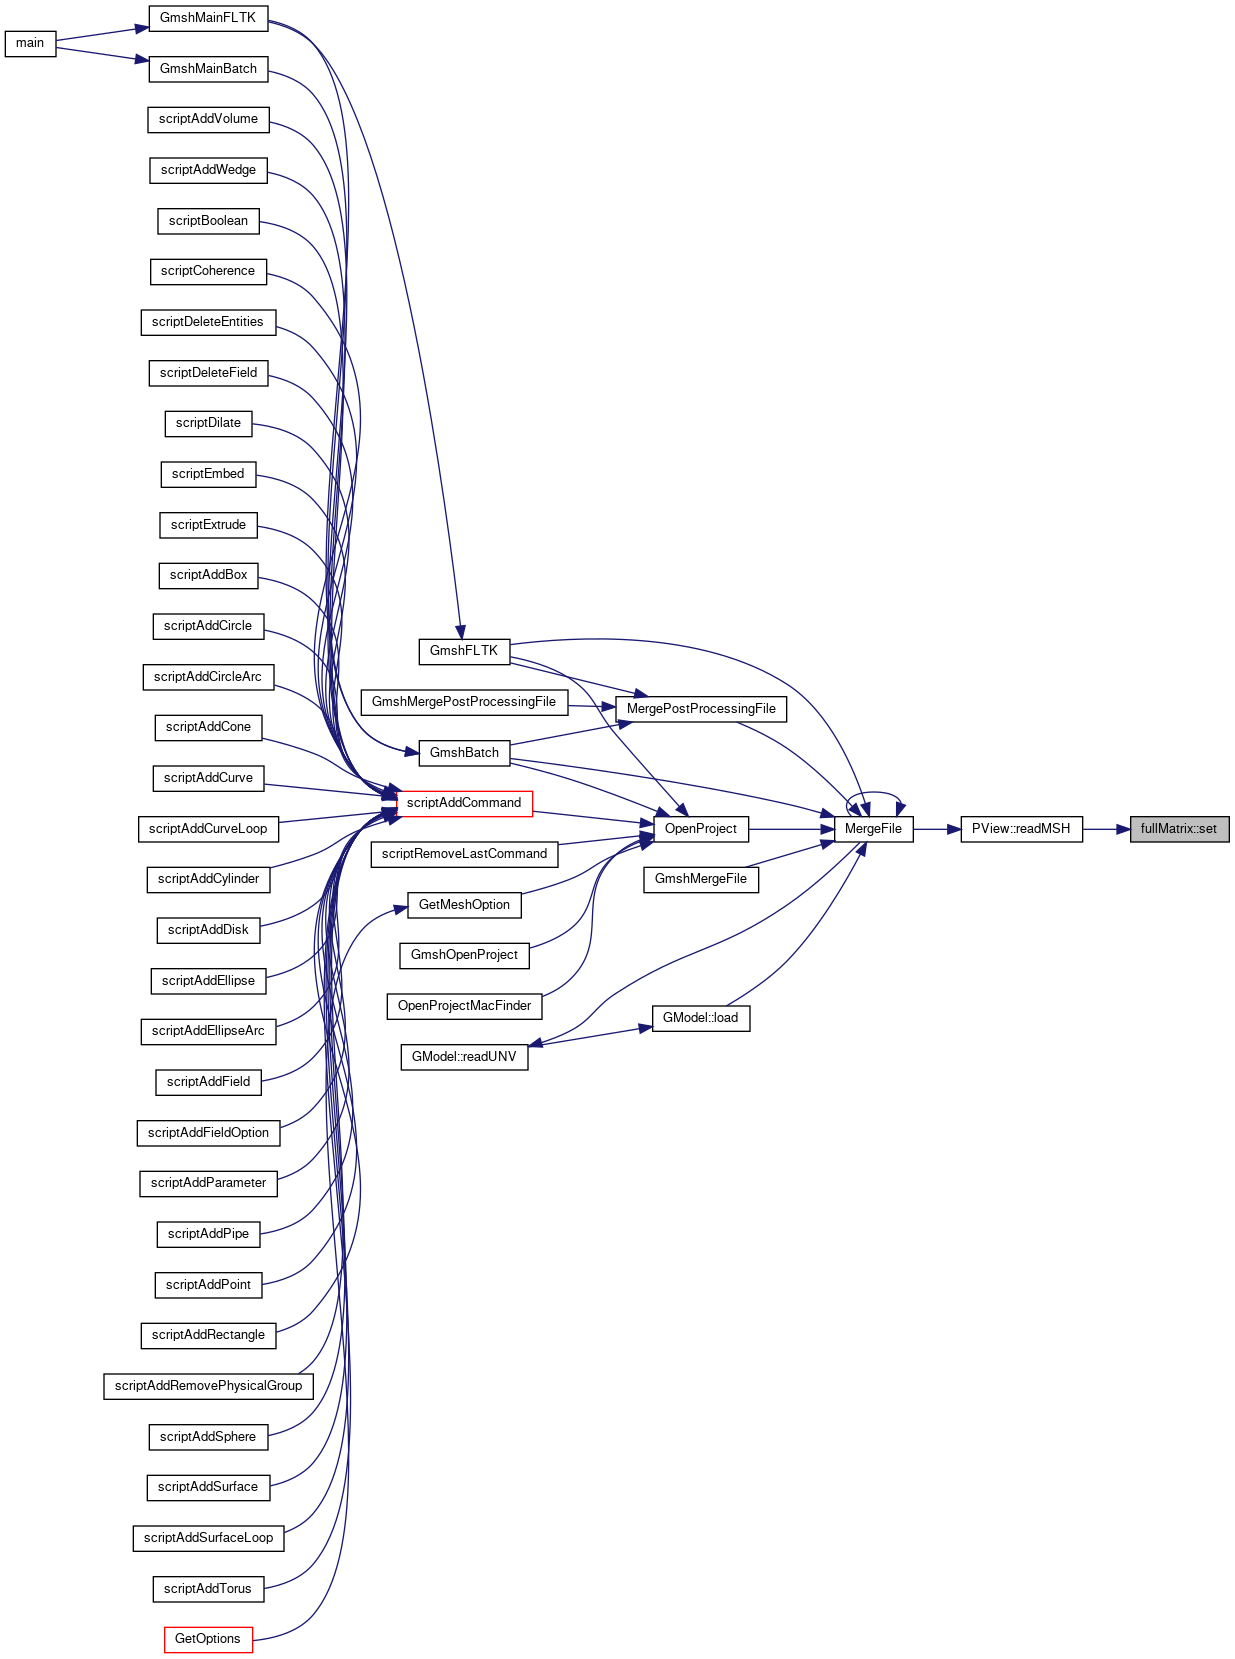 main
GmshMainFLTK
GmshMainBatch
scriptAddVolume
scriptAddWedge
scriptBoolean
scriptCoherence
scriptDeleteEntities
scriptDeleteField
scriptDilate
scriptEmbed
scriptExtrude
scriptAddBox
scriptAddCircle
scriptAddCircleArc
scriptAddCone
scriptAddCurve
scriptAddCurveLoop
scriptAddCylinder
scriptAddDisk
scriptAddEllipse
scriptAddEllipseArc
scriptAddField
scriptAddFieldOption
scriptAddParameter
scriptAddPipe
scriptAddPoint
scriptAddRectangle
scriptAddRemovePhysicalGroup
scriptAddSphere
scriptAddSurface
scriptAddSurfaceLoop
scriptAddTorus
GetOptions
GmshFLTK
GmshMergePostProcessingFile
GmshBatch
scriptAddCommand
scriptRemoveLastCommand
GetMeshOption
GmshOpenProject
OpenProjectMacFinder
GModel::readUNV
MergePostProcessingFile
OpenProject
GmshMergeFile
GModel::load
MergeFile
PView::readMSH
fullMatrix::set